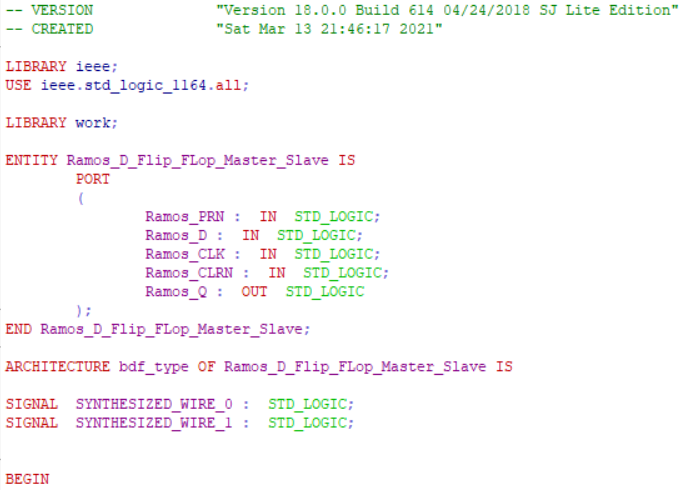 -- VERSION "Version 18.0.0 Build 614 04/24/2018 SJ Lite Edition"
-- CREATED "Sat Mar 13 21:46:17 2021"
LIBRARY ieee;
USE ieee.std_logic_1164.all;
LIBRARY work;
ENTITY Ramos_D_Flip_FLop_Master_Slave IS
PORT
(
Ramos_PRN : IN STD_LOGIC;
Ramos_D : IN STD_LOGIC;
Ramos_CLK : IN STD_LOGIC;
Ramos_CLRN : IN STD_LOGIC;
Ramos_Q : OUT STD_LOGIC
);
END Ramos_D_Flip_FLop_Master_Slave;
ARCHITECTURE bdf_type OF Ramos_D_Flip_FLop_Master_Slave IS
SIGNAL SYNTHESIZED_WIRE_0 : STD_LOGIC;
SIGNAL SYNTHESIZED_WIRE_1 : STD_LOGIC;
BEGIN